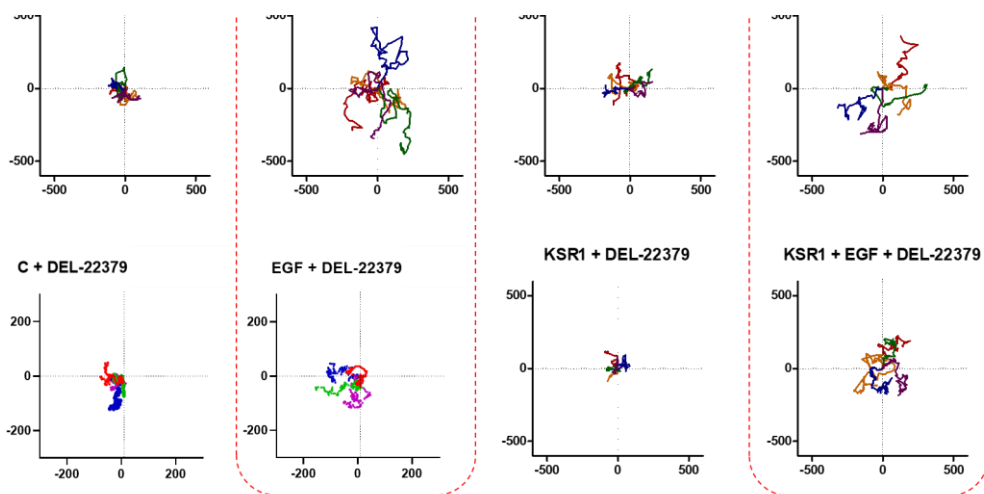 500 500 500 500
0 0 0 0
-500 -500 -500 -500
-500 0 500 -500 0 500 -500 0 500 -500 0 500
C + DEL-22379 EGF + DEL-22379 KSR1 + DEL-22379 KSR1 + EGF + DEL-22379
200 200 500 500
0 0 0 0
-200 -200 -500 -500
-200 0 200 -200 0 200 -500 0 500 -500 0 500